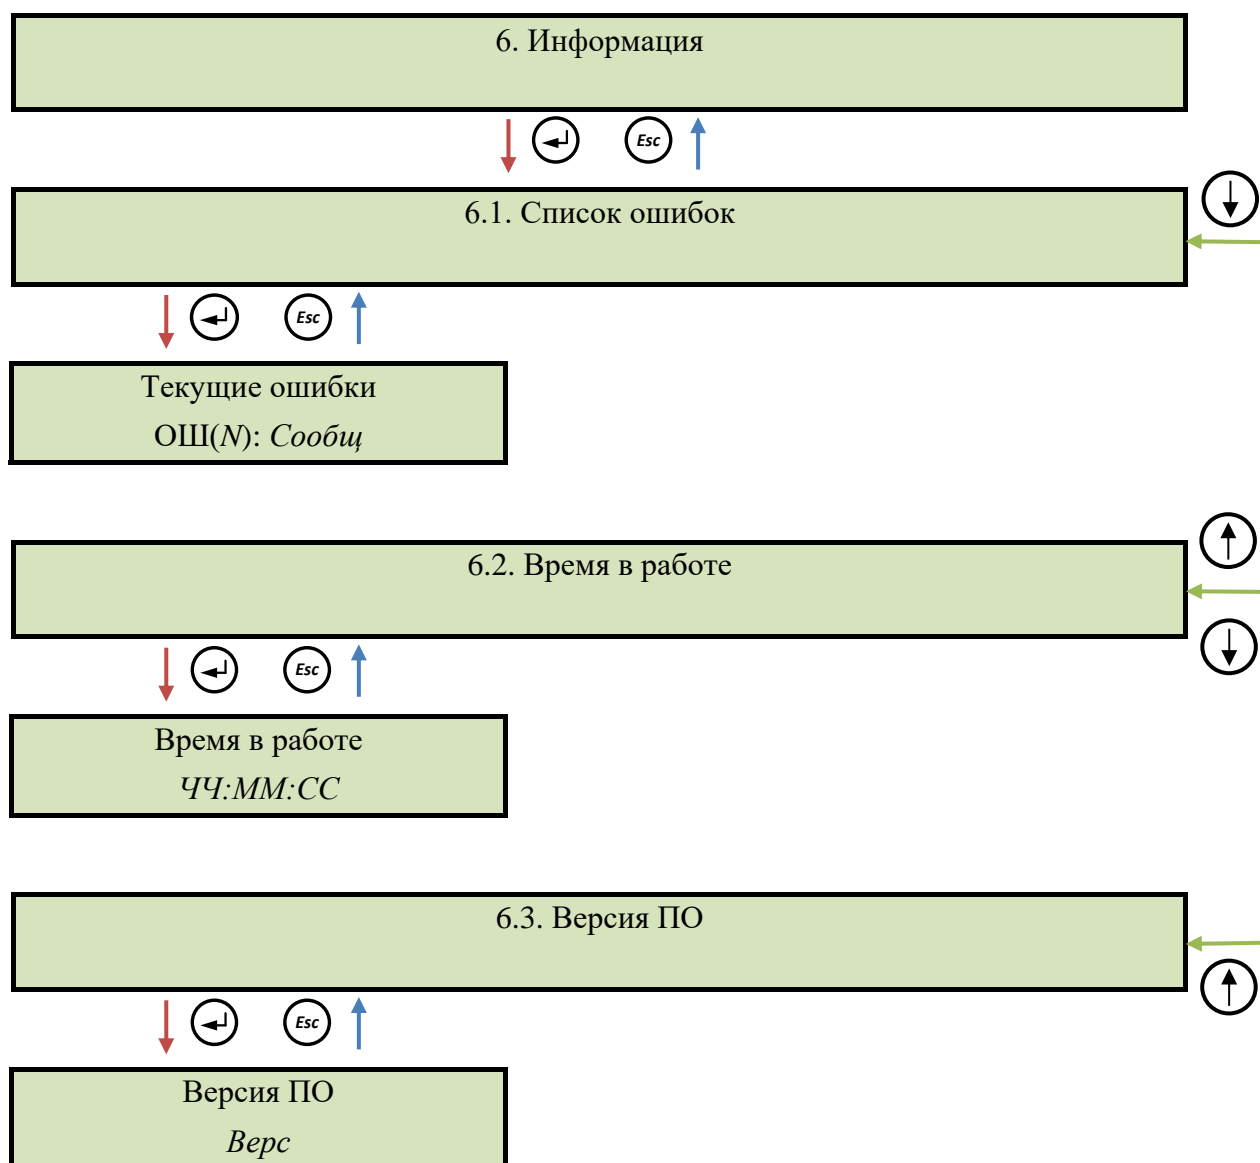 6. Информация
Esc
6.1. Список ошибок
Esc
Текущие ошибки
ОШ(N): Сообщ
6.2. Время в работе
Esc
Время в работе
ЧЧ:ММ:СС
6.3. Версия ПО
Esc
Версия ПО
Верс